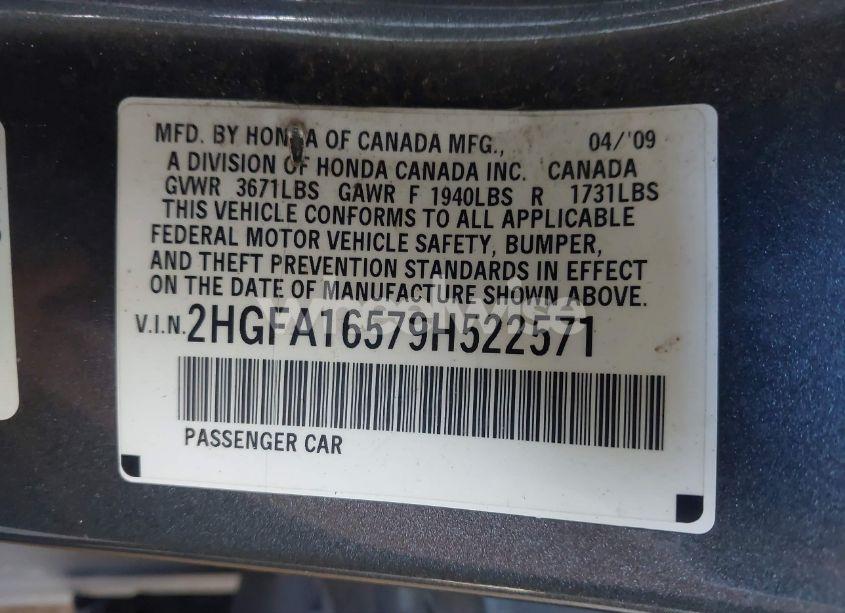 MFD. BY HONDA OF CANADA MFG., 04/'09
A DIVISION OF HONDA CANADA INC. CANADA
GVWR 3671LBS GAWR F 1940LBS R 1731LBS
THIS VEHICLE CONFORMS TO ALL APPLICABLE
FEDERAL MOTOR VEHICLE SAFETY, BUMPER,
AND THEFT PREVENTION STANDARDS IN EFFECT
ON THE DATE OF MANUFACTURE SHOWN ABOVE.
V.I.N. 2HGFA16579H522571
PASSENGER CAR